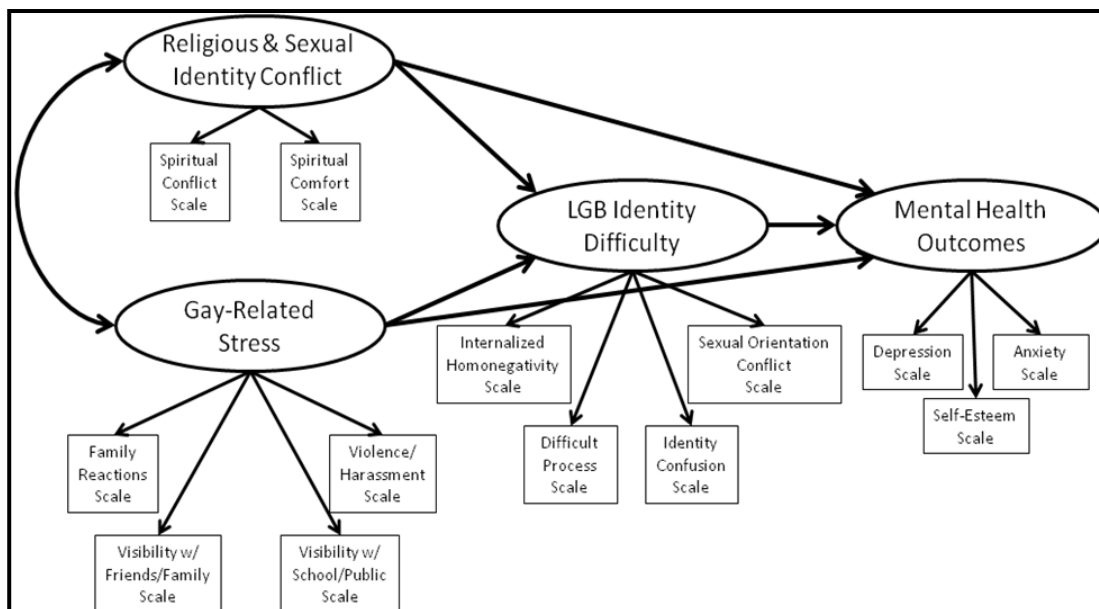 Religious & Sexual
Identity Conflict
Spiritual
Conflict
Scale
Spiritual
Comfort
Scale
LGB Identity
Difficulty
Mental Health
Outcomes
Gay-Related
Stress
Internalized
Homonegativity
Scale
Sexual Orientation
Conflict
Scale
Depression
Scale
Anxiety
Scale
Self-Esteem
Scale
Family
Reactions
Scale
Violence/
Harassment
Scale
Difficult
Process
Scale
Identity
Confusion
Scale
Visibility w/
Friends/Family
Scale
Visibility w/
School/Public
Scale